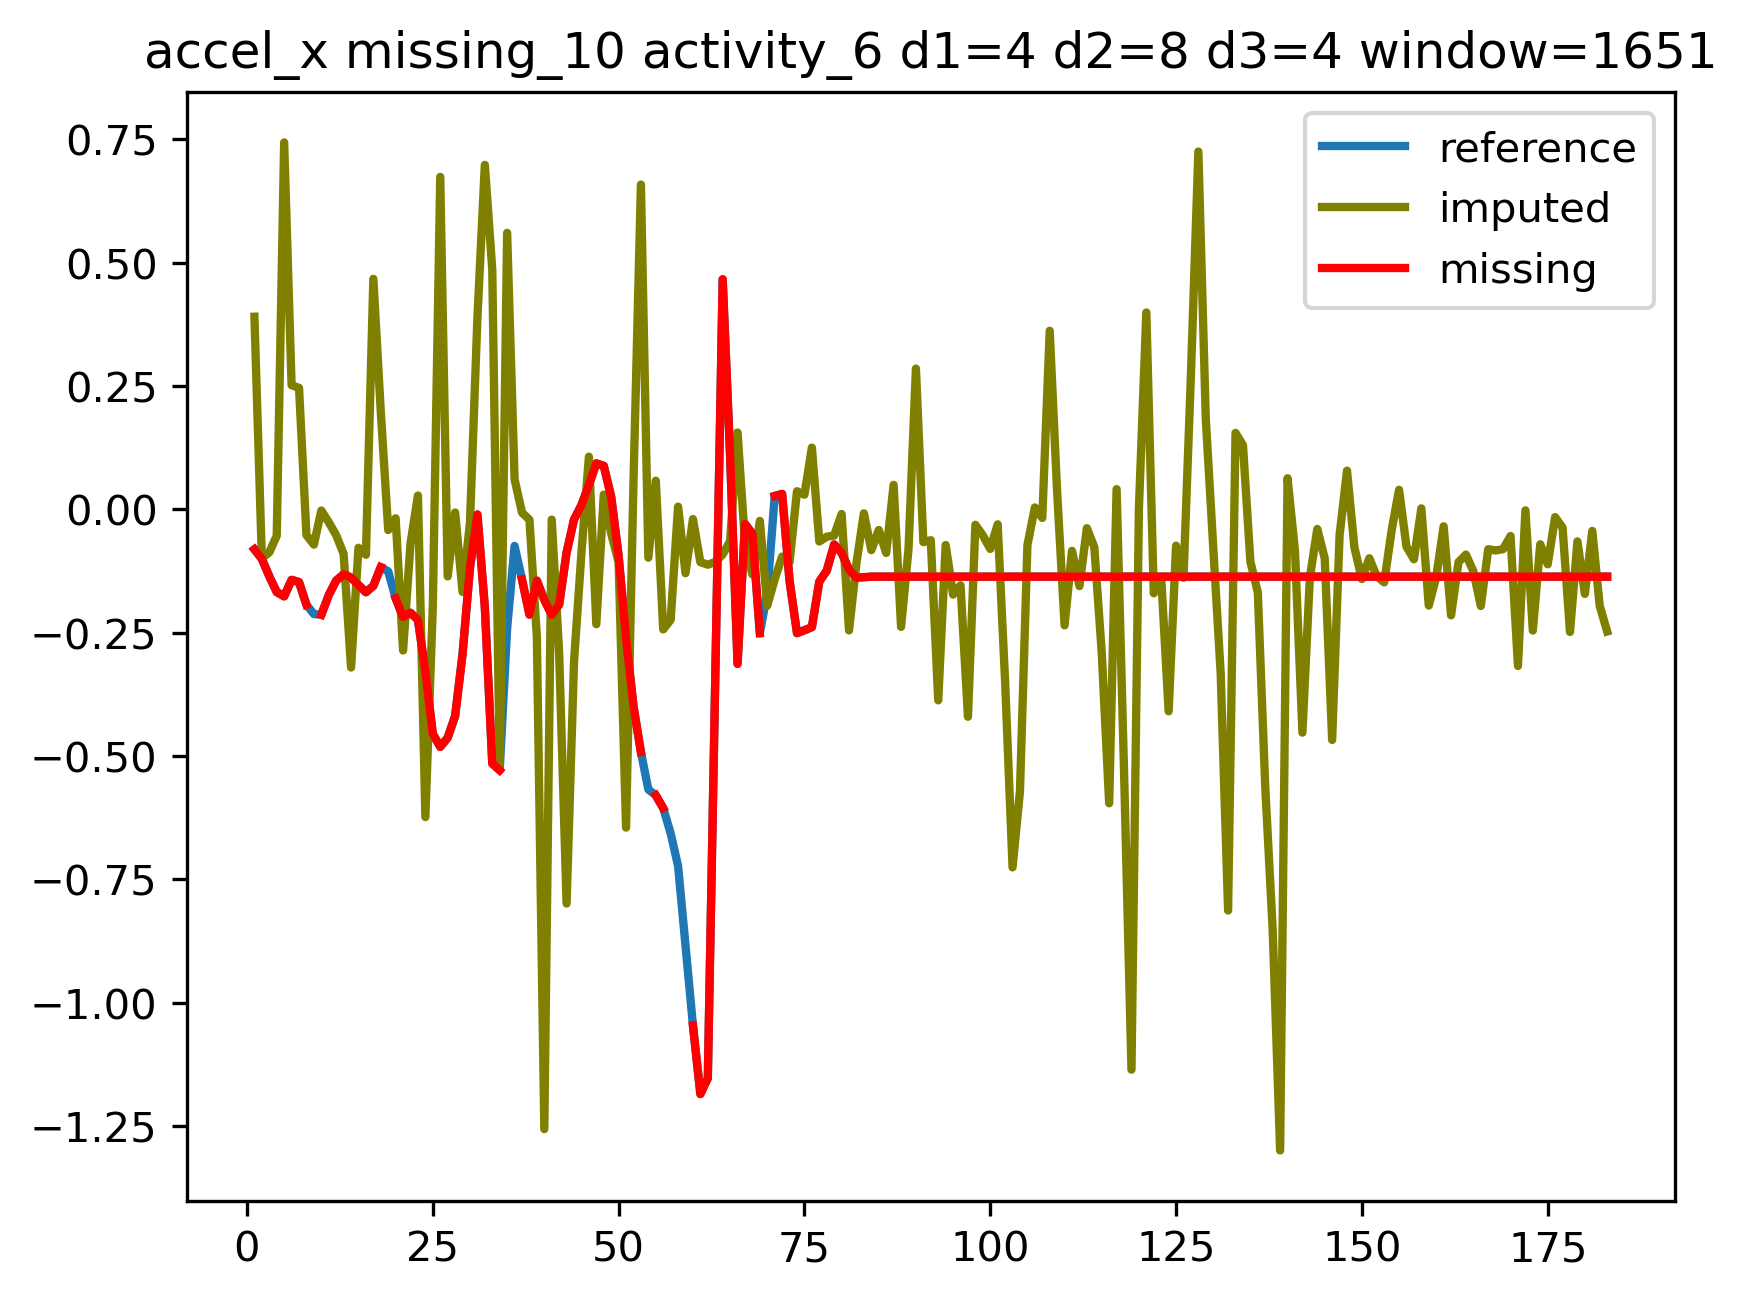 accel_x missing_10 activity_6 d1=4 d2=8 d3=4 window=1651
reference
imputed
missing
0.75
0.50
0.25
0.00
−0.25
−0.50
−0.75
−1.00
−1.25
0 25 50 75 100 125 150 175